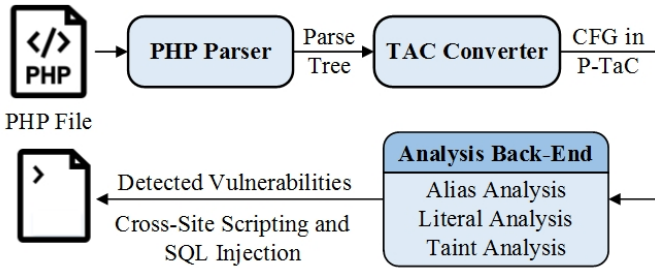 </>
PHP
PHP File
PHP Parser
Parse
Tree
TAC Converter
CFG in
P-TaC
Analysis Back-End
Alias Analysis
Literal Analysis
Taint Analysis
Detected Vulnerabilities
Cross-Site Scripting and
SQL Injection
>